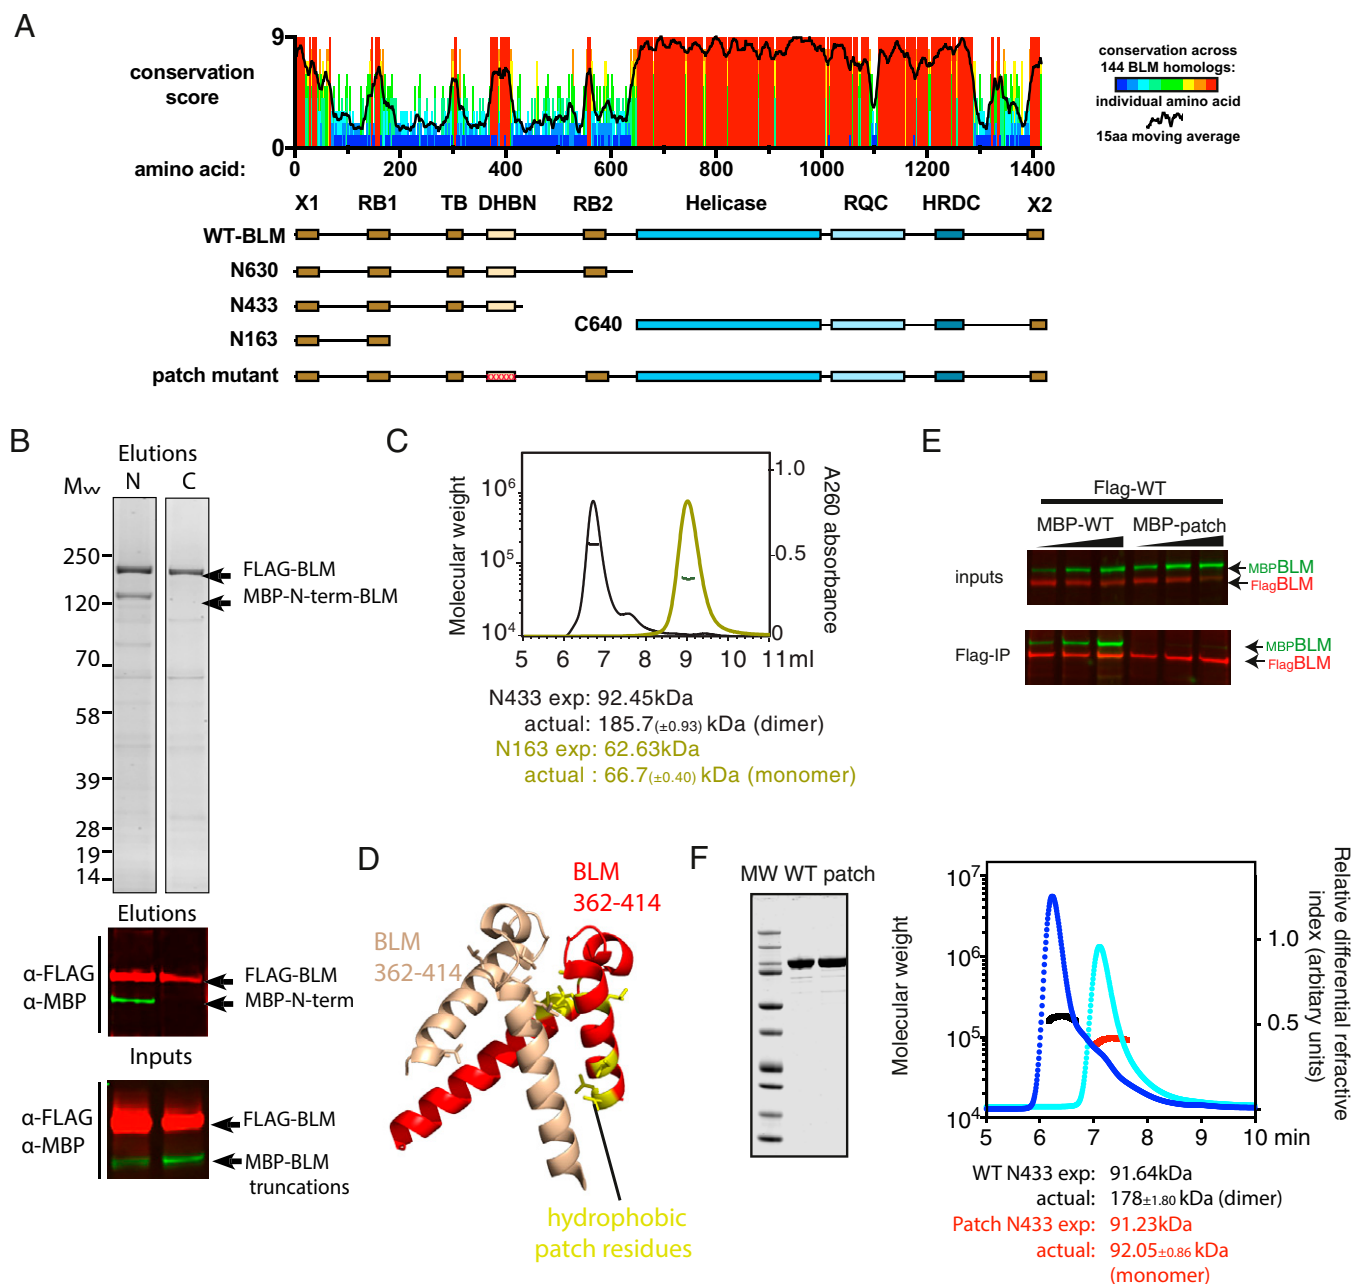 A
conservation
score
9
0
amino acid:
0 200 400 600 800 1000 1200 1400
conservation across
144 BLM homologs:
individual amino acid
15aa moving average
X1 RB1 TB DHBN RB2 Helicase RQC HRDC X2
WT-BLM
N630
N433
C640
N163
patch mutant
B
Elutions
Mw N C
250
120
70
58
39
28
19
14
FLAG-BLM
MBP-N-term-BLM
Elutions
α-FLAG
α-MBP
FLAG-BLM
MBP-N-term
Inputs
α-FLAG
α-MBP
FLAG-BLM
MBP-BLM
truncations
C
Molecular weight
10⁶
10⁵
10⁴
1.0
0.5
0
A260 absorbance
5 6 7 8 9 10 11ml
N433 exp: 92.45kDa
actual: 185.7(±0.93) kDa (dimer)
N163 exp: 62.63kDa
actual : 66.7(±0.40) kDa (monomer)
D
BLM
362-414
BLM
362-414
hydrophobic
patch residues
E
Flag-WT
MBP-WT MBP-patch
inputs
MBPBLM
FlagBLM
Flag-IP
MBPBLM
FlagBLM
F
MW WT patch
Molecular weight
10⁷
10⁶
10⁵
10⁴
1.0
0.5
Relative differential refractive
index (arbitary units)
5 6 7 8 9 10 min
WT N433 exp: 91.64kDa
actual: 178±1.80 kDa (dimer)
Patch N433 exp: 91.23kDa
actual: 92.05±0.86 kDa
(monomer)